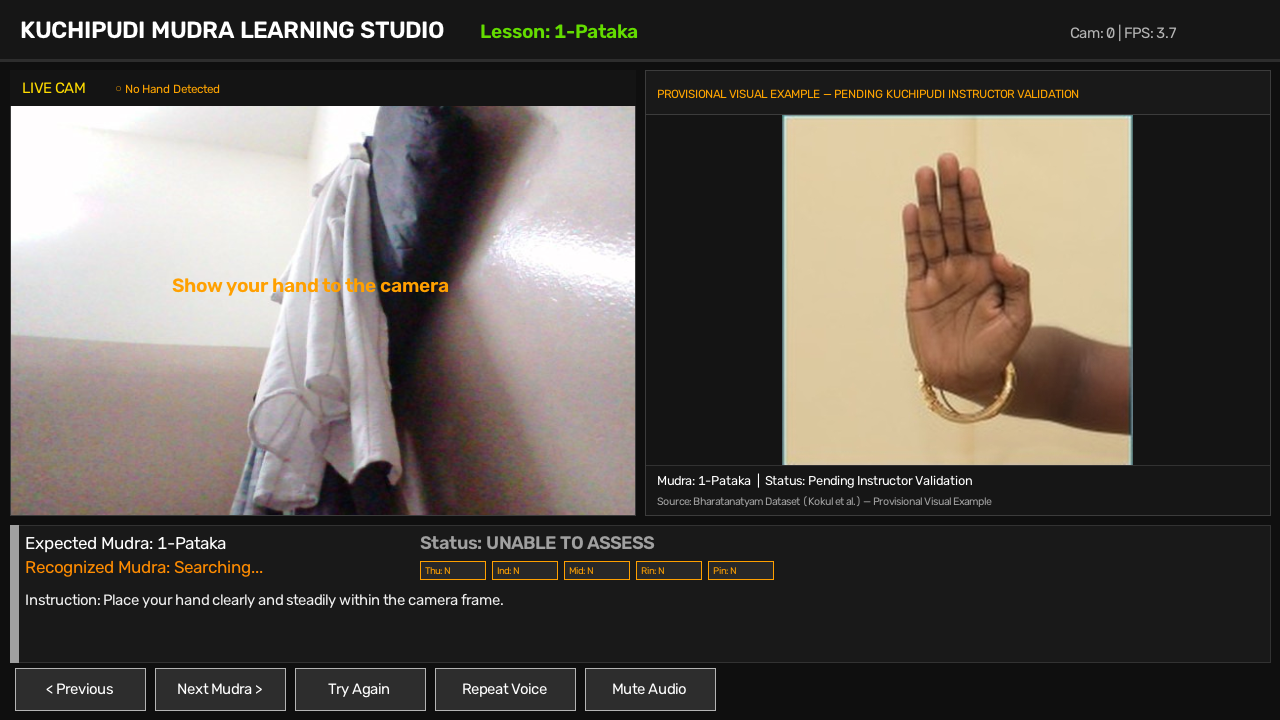 KUCHIPUDI MUDRA LEARNING STUDIO
Lesson: 1-Pataka
Cam: 0 | FPS: 3.7
LIVE CAM
○ No Hand Detected
PROVISIONAL VISUAL EXAMPLE — PENDING KUCHIPUDI INSTRUCTOR VALIDATION
Show your hand to the camera
Mudra: 1-Pataka | Status: Pending Instructor Validation
Source: Bharatanatyam Dataset (Kokul et al.) — Provisional Visual Example
Expected Mudra: 1-Pataka
Status: UNABLE TO ASSESS
Recognized Mudra: Searching...
Thu: N
Ind: N
Mid: N
Rin: N
Pin: N
Instruction: Place your hand clearly and steadily within the camera frame.
< Previous
Next Mudra >
Try Again
Repeat Voice
Mute Audio